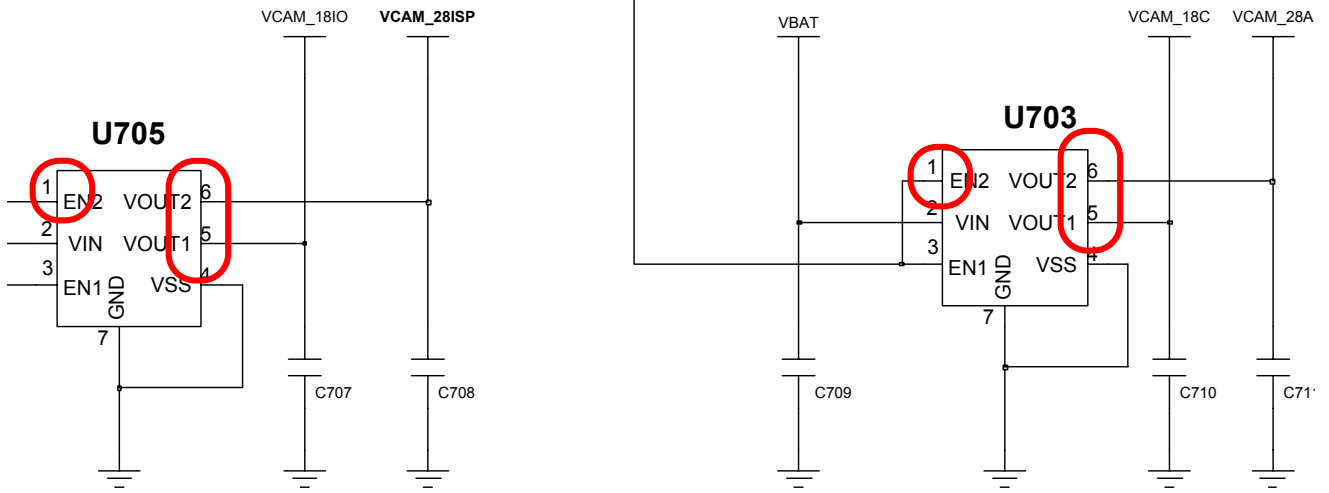 VCAM_18IO VCAM_28ISP
VBAT
VCAM_18C VCAM_28A
U705
1 EN2 VOUT2 6
2 VIN VOUT1 5
3 EN1 VSS 4
GND
7
C707
C708
U703
1 EN2 VOUT2 6
2 VIN VOUT1 5
3 EN1 VSS 4
GND
7
C709
C710
C711